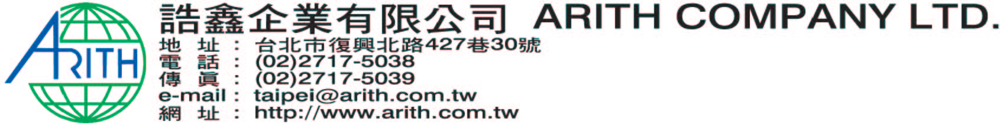 ARITH
誥鑫企業有限公司 ARITH COMPANY LTD.
地 址 : 台北市復興北路427巷30號
電 話 : (02)2717-5038
傳 真 : (02)2717-5039
e-mail : taipei@arith.com.tw
網 址 : http://www.arith.com.tw